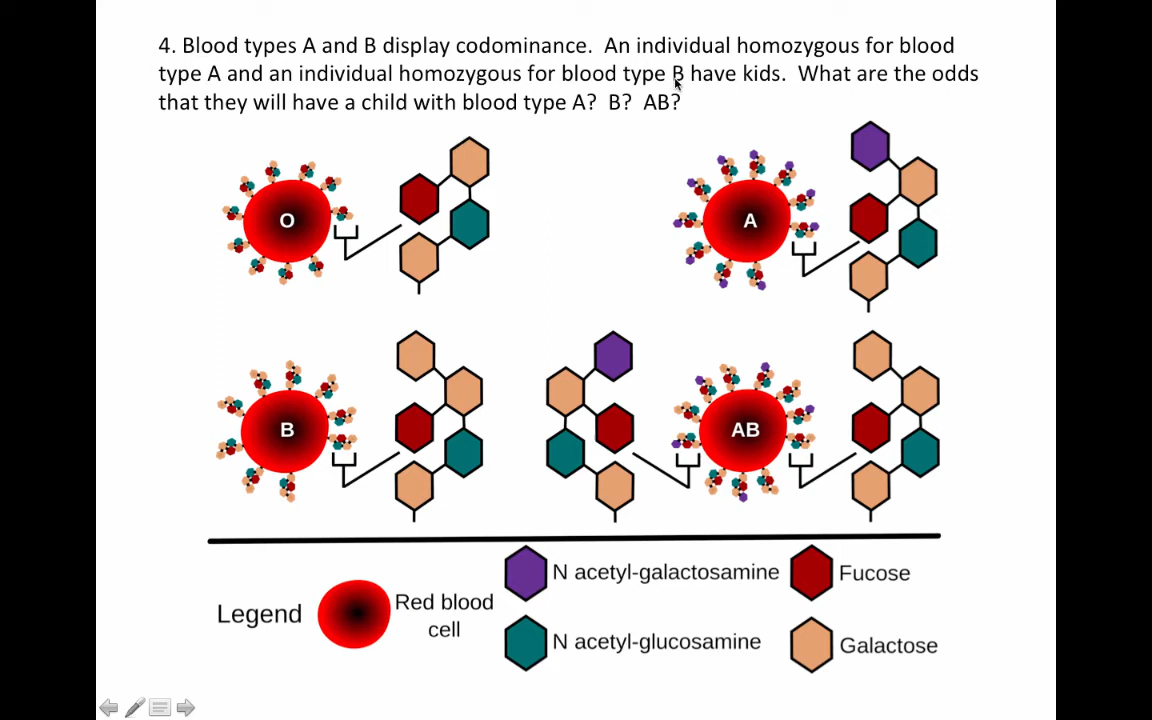 4. Blood types A and B display codominance.  An individual homozygous for blood
type A and an individual homozygous for blood type B have kids.  What are the odds
that they will have a child with blood type A?  B?  AB?
O
A
B
AB
Legend
Red blood
cell
N acetyl-galactosamine
Fucose
N acetyl-glucosamine
Galactose